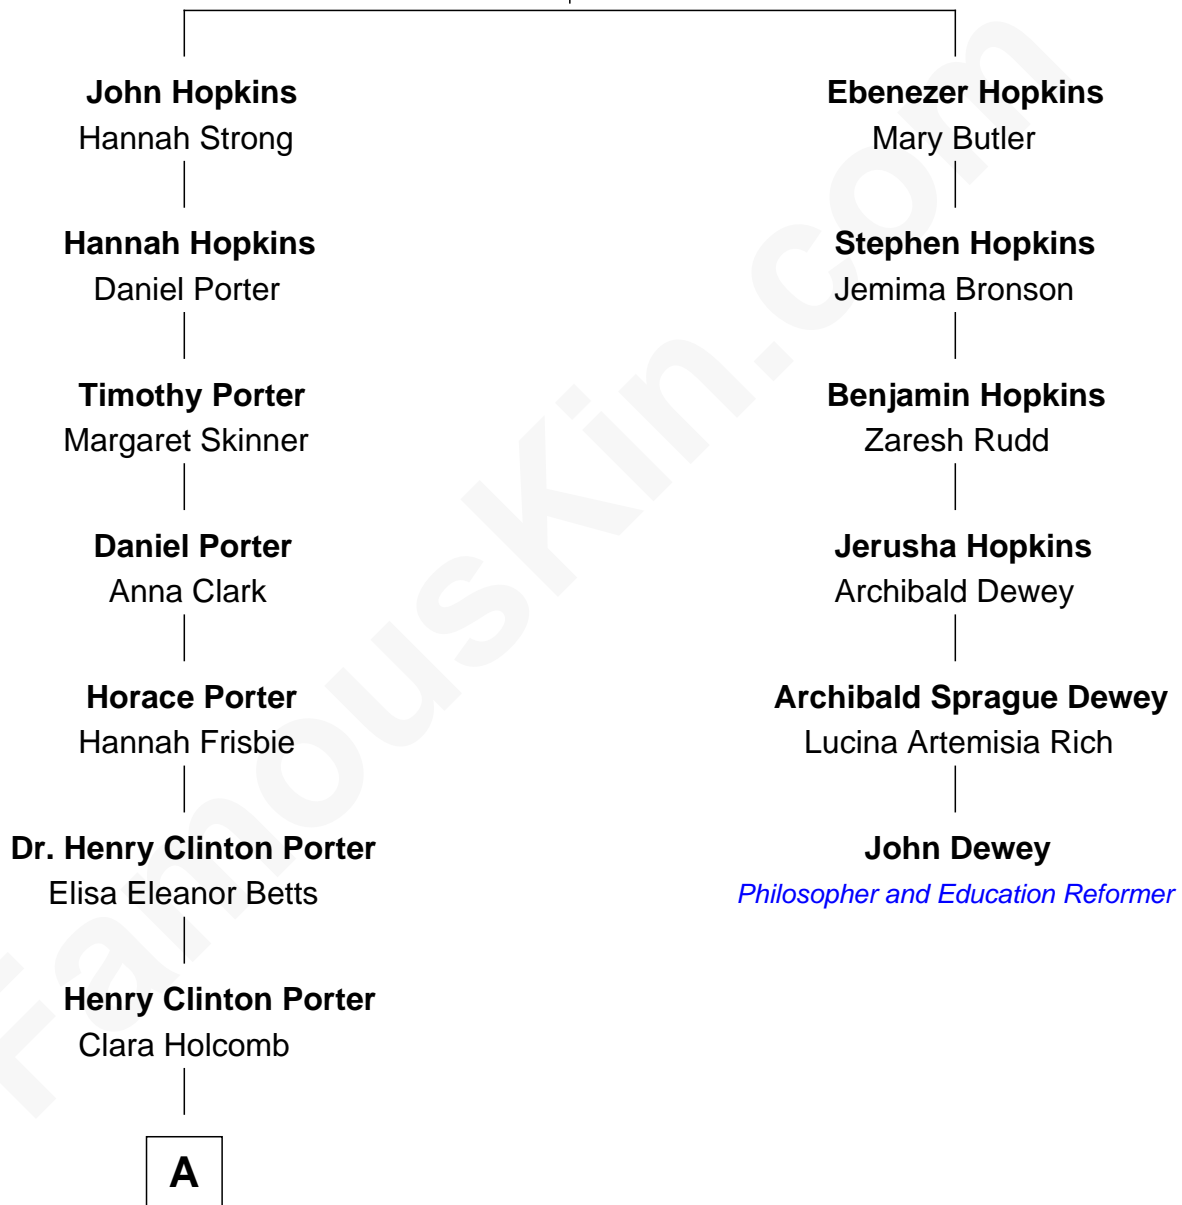 John Hopkins
Hannah Strong
Hannah Hopkins
Daniel Porter
Timothy Porter
Margaret Skinner
Daniel Porter
Anna Clark
Horace Porter
Hannah Frisbie
Dr. Henry Clinton Porter
Elisa Eleanor Betts
Henry Clinton Porter
Clara Holcomb
A
Ebenezer Hopkins
Mary Butler
Stephen Hopkins
Jemima Bronson
Benjamin Hopkins
Zaresh Rudd
Jerusha Hopkins
Archibald Dewey
Archibald Sprague Dewey
Lucina Artemisia Rich
John Dewey
Philosopher and Education Reformer
FamousKin.com